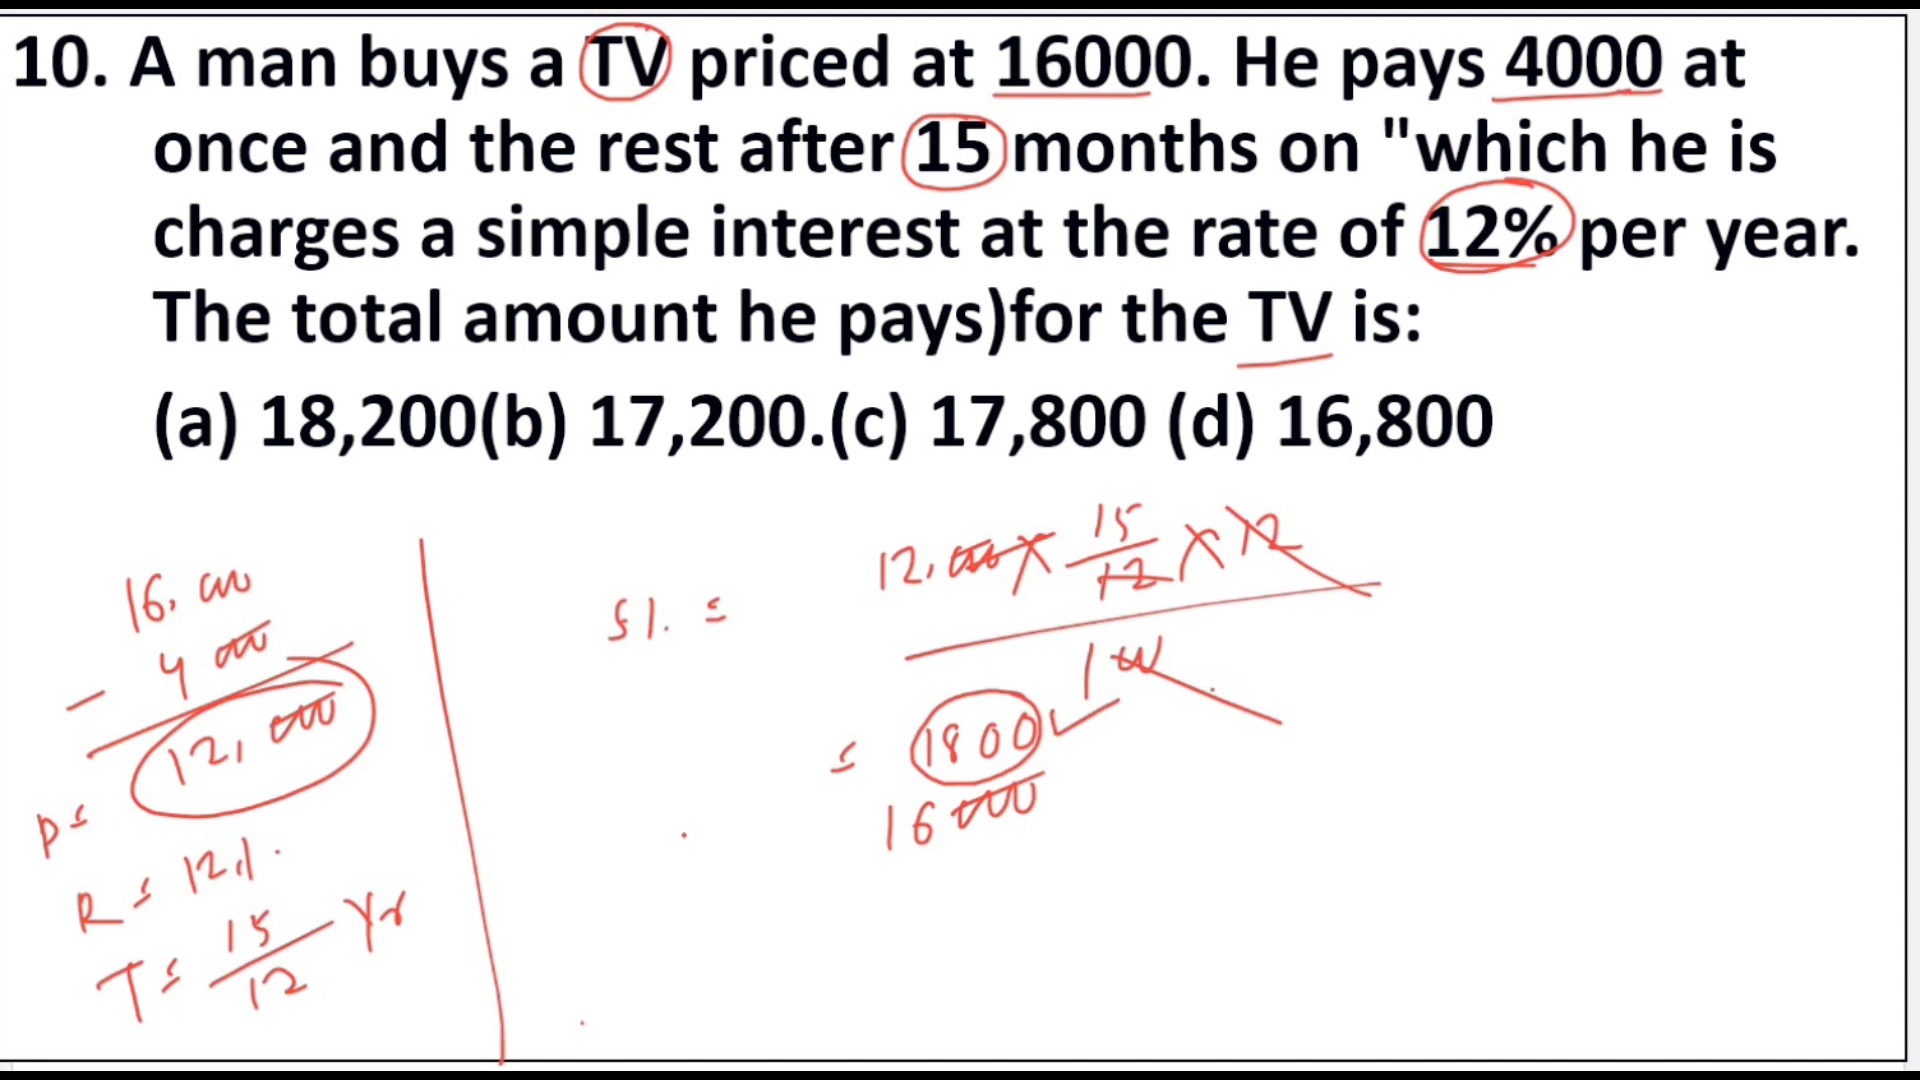 10. A man buys a TV priced at 16000. He pays 4000 at
once and the rest after 15 months on "which he is
charges a simple interest at the rate of 12% per year.
The total amount he pays)for the TV is:
(a) 18,200(b) 17,200.(c) 17,800 (d) 16,800
16,000
- 4000
12,000
P=
R = 12%
T = 15/12 Yr
SI. = 12,000 X 15/12 X 12
100
= 1800
16000